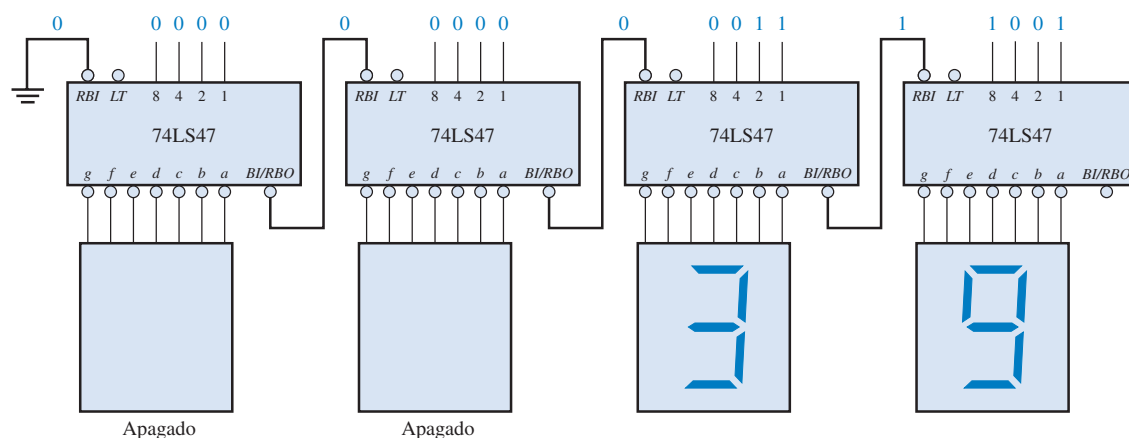 0 0 0 0 0 0 0 0 0 0 0 0 0 1 1 1 1 0 0 1
RBI LT 8 4 2 1 RBI LT 8 4 2 1 RBI LT 8 4 2 1 RBI LT 8 4 2 1
74LS47 74LS47 74LS47 74LS47
g f e d c b a BI/RBO g f e d c b a BI/RBO g f e d c b a BI/RBO g f e d c b a BI/RBO
3 9
Apagado Apagado